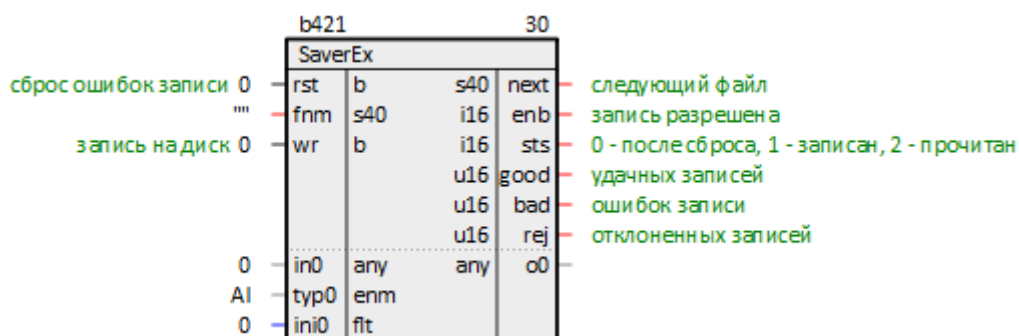 b421 30
SaverEx
сброс ошибок записи 0 rst b s40 next следующий файл
"" fnm s40 i16 enb запись разрешена
запись на диск 0 wr b i16 sts 0 - после сброса, 1 - записан, 2 - прочитан
u16 good удачных записей
u16 bad ошибок записи
u16 rej отклоненных записей
0 in0 any any o0
AI typ0 enm
0 ini0 flt